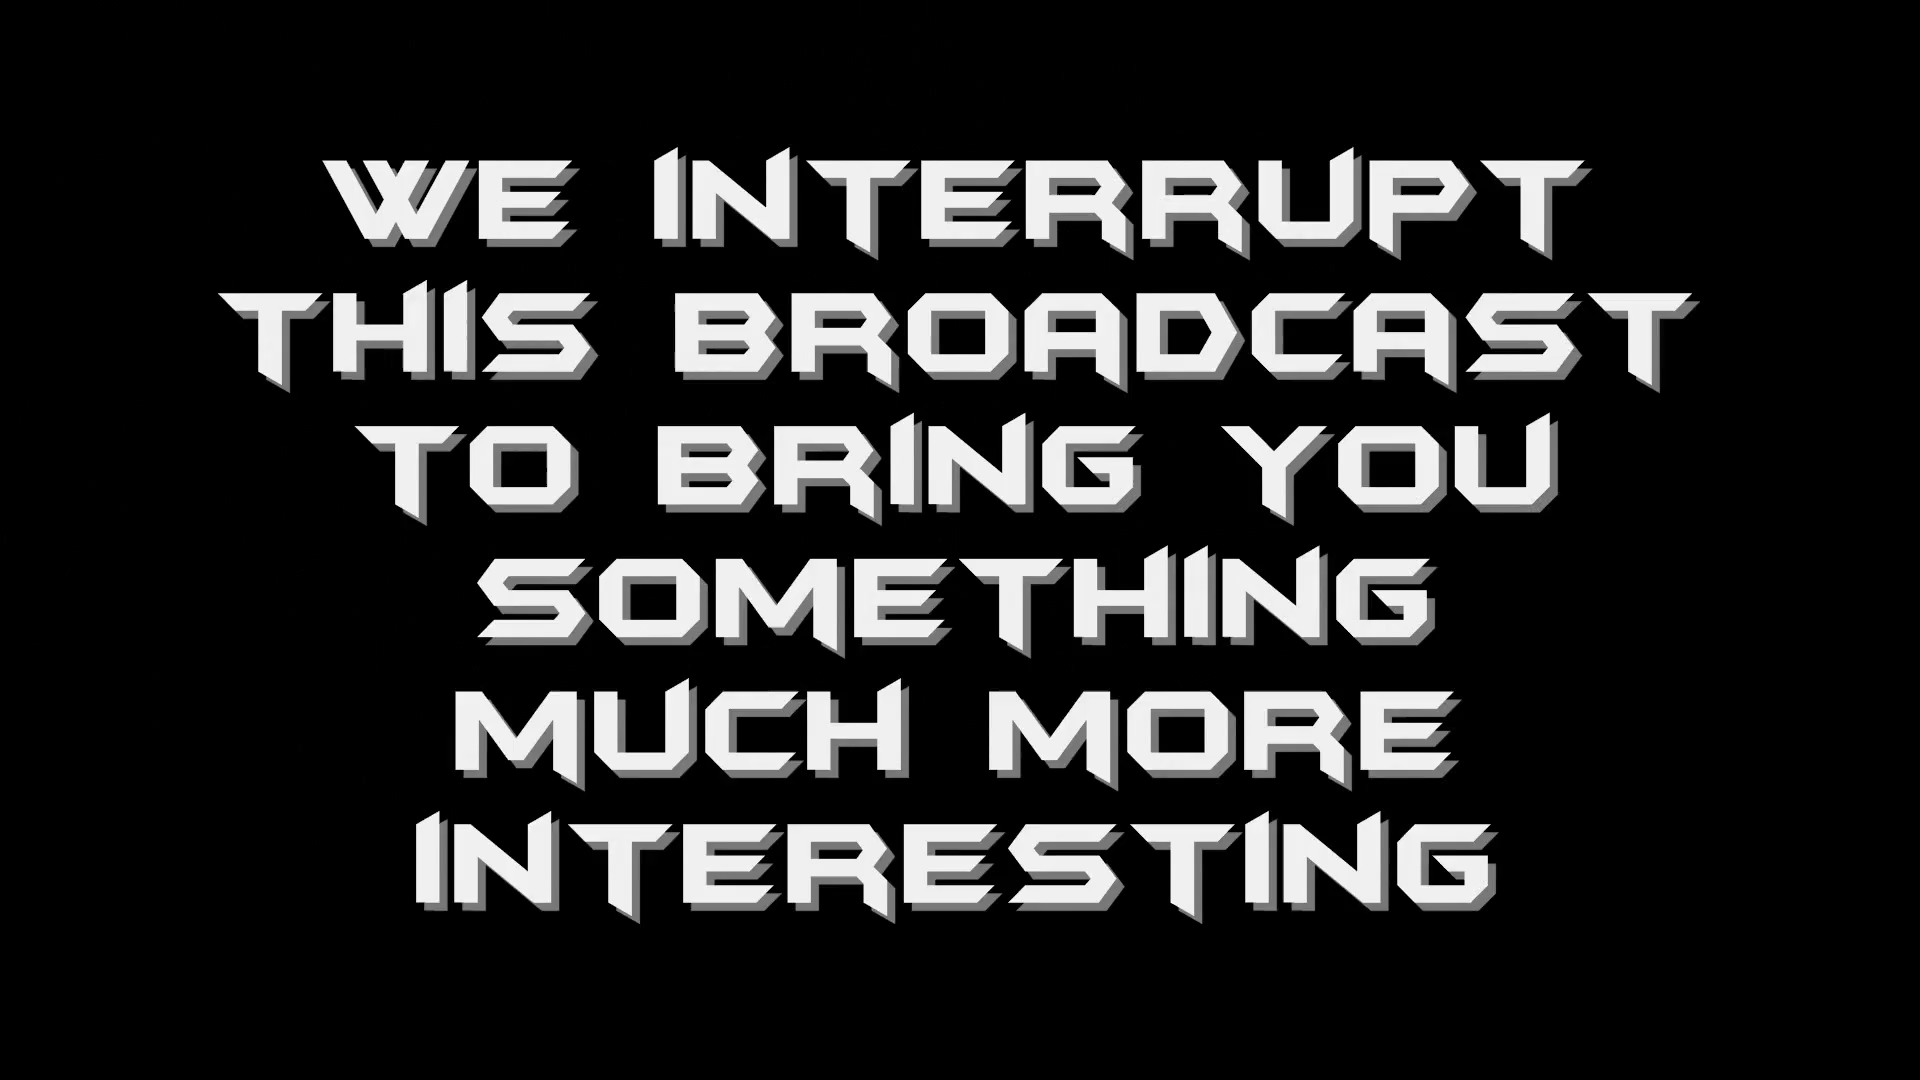 WE INTERRUPT
THIS BROADCAST
TO BRING YOU
SOMETHING
MUCH MORE
INTERESTING